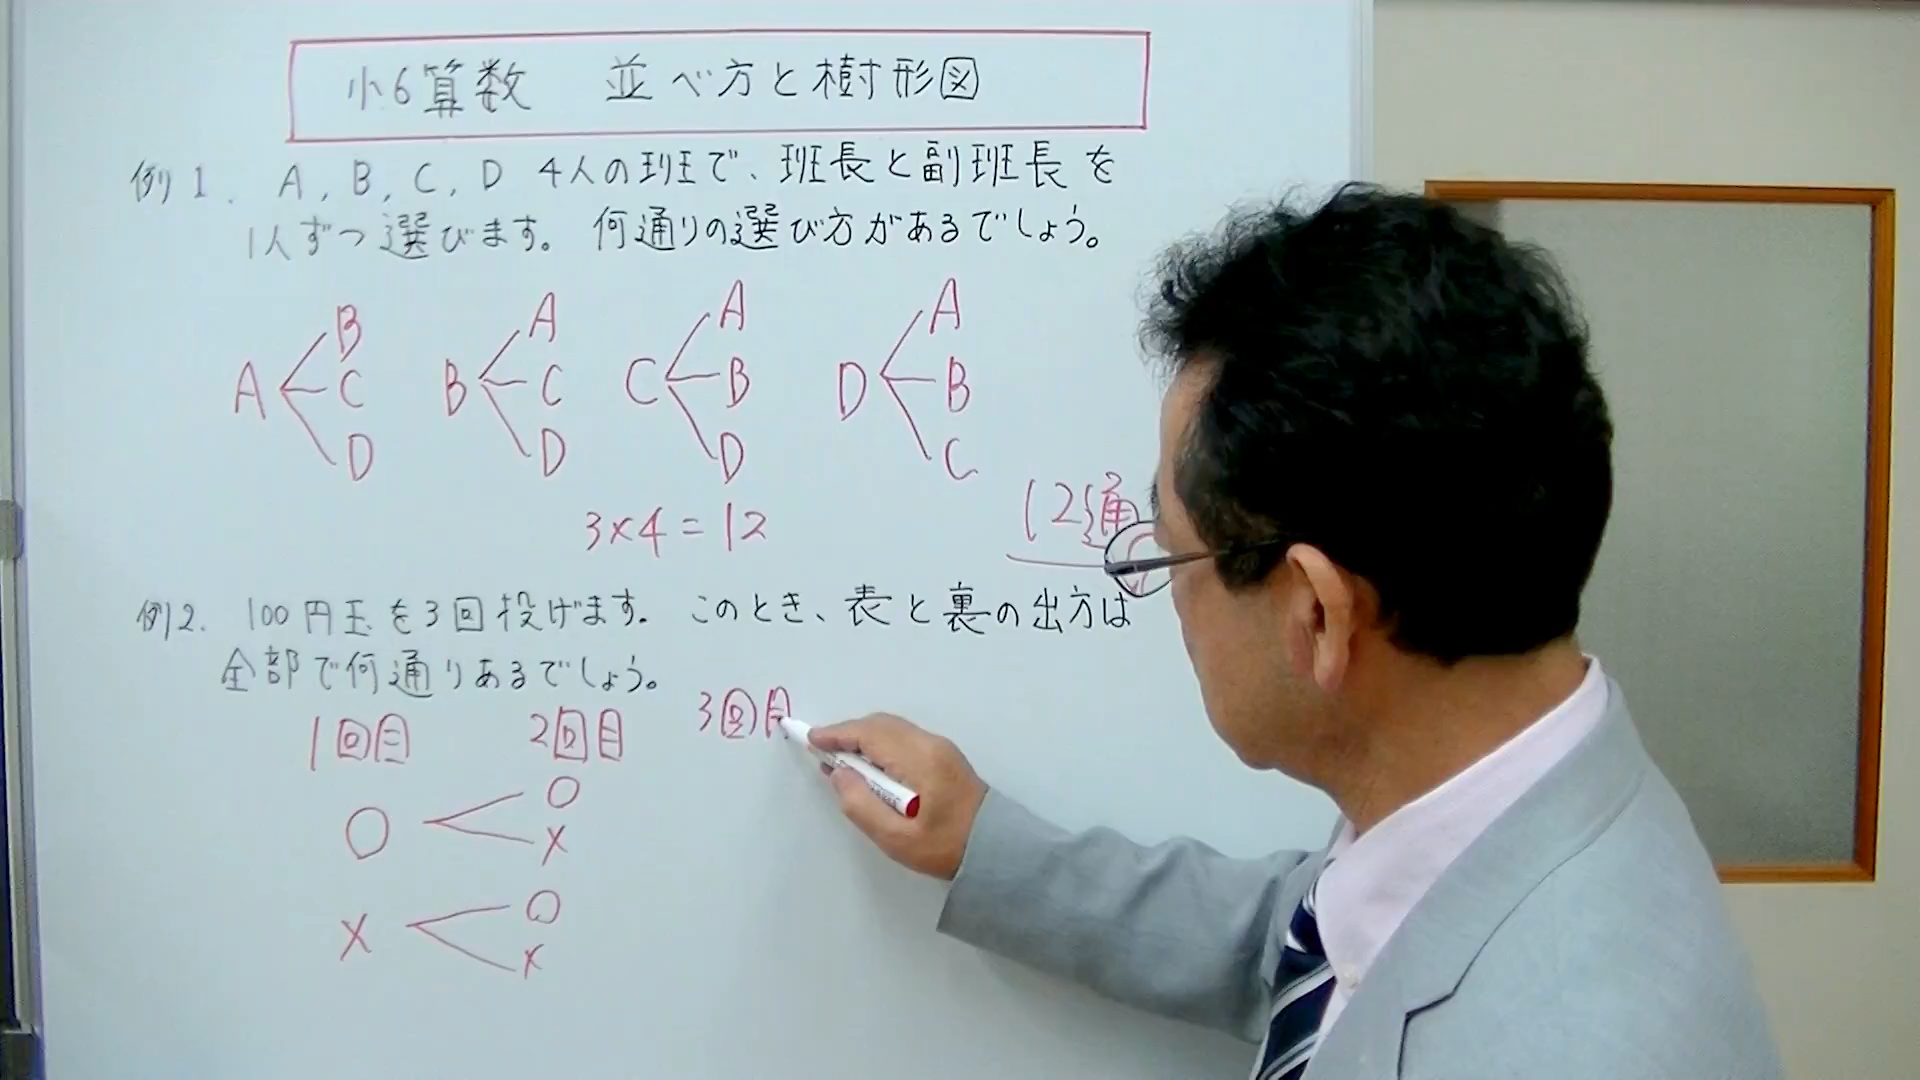 小6算数 並べ方と樹形図
例1. A, B, C, D 4人の班で、班長と副班長を
1人ずつ選びます。何通りの選び方があるでしょう。
A B C D
B A C D
C A B D
D A B C
3×4=12
12通
例2. 100円玉を3回投げます。このとき、表と裏の出方は
全部で何通りあるでしょう。
1回目 2回目 3回目
○ ○ ×
× ○ ×